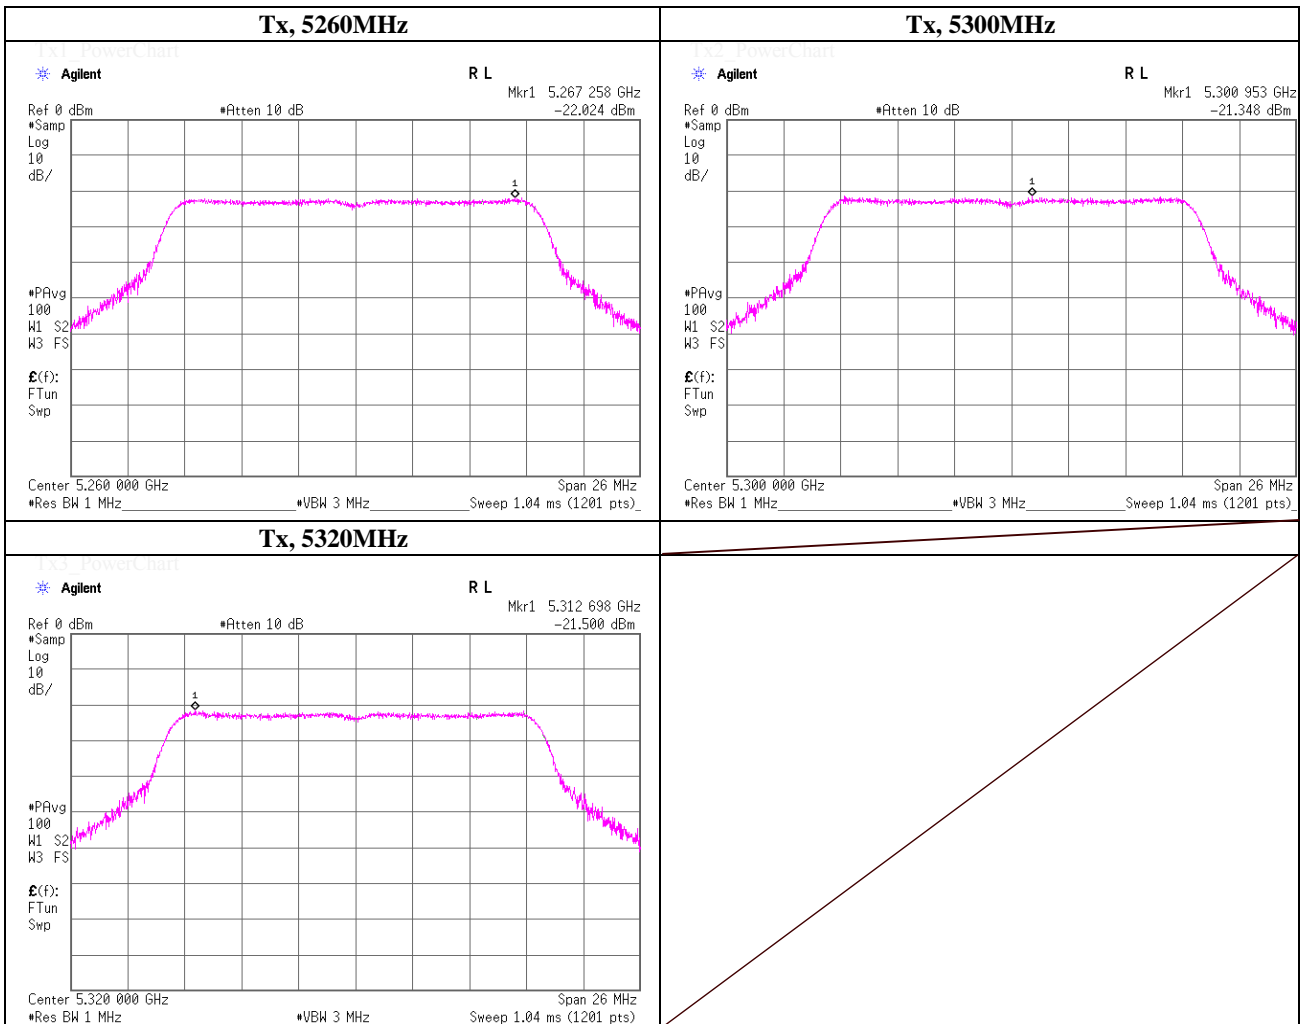 Tx, 5260MHz
Tx1_PowerChart
Agilent
R L
Mkr1 5.267 258 GHz
Ref 0 dBm #Atten 10 dB -22.024 dBm
#Samp
Log
10
dB/
1
#PAvg
100
W1 S2
W3 FS
£(f):
FTun
Swp
Center 5.260 000 GHz Span 26 MHz
#Res BW 1 MHz #VBW 3 MHz Sweep 1.04 ms (1201 pts)
Tx, 5300MHz
Tx2_PowerChart
Agilent
R L
Mkr1 5.300 953 GHz
Ref 0 dBm #Atten 10 dB -21.348 dBm
#Samp
Log
10
dB/
1
#PAvg
100
W1 S2
W3 FS
£(f):
FTun
Swp
Center 5.300 000 GHz Span 26 MHz
#Res BW 1 MHz #VBW 3 MHz Sweep 1.04 ms (1201 pts)
Tx, 5320MHz
Tx3_PowerChart
Agilent
R L
Mkr1 5.312 698 GHz
Ref 0 dBm #Atten 10 dB -21.500 dBm
#Samp
Log
10
dB/
1
#PAvg
100
W1 S2
W3 FS
£(f):
FTun
Swp
Center 5.320 000 GHz Span 26 MHz
#Res BW 1 MHz #VBW 3 MHz Sweep 1.04 ms (1201 pts)